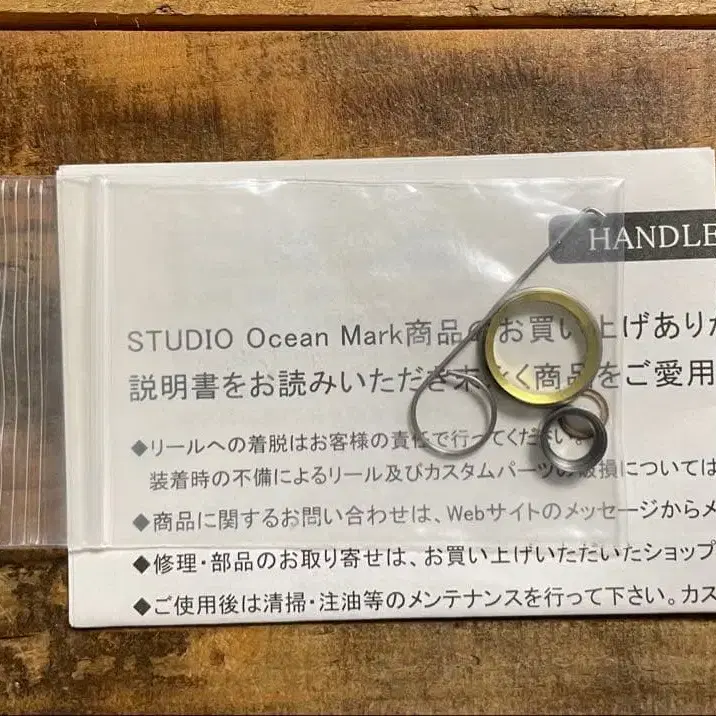 HANDLE
STUDIO Ocean Mark商品のお買い上げありが
説明書をお読みいただき末永く商品をご愛用
◆リールへの着脱はお客様の責任で行ってください。
装着時の不備によるリール及びカスタムパーツの破損については
◆商品に関するお問い合わせは、Webサイトのメッセージからメ
◆修理・部品のお取り寄せは、お買い上げいただいたショップ
◆ご使用後は清掃・注油等のメンテナンスを行って下さい。カス